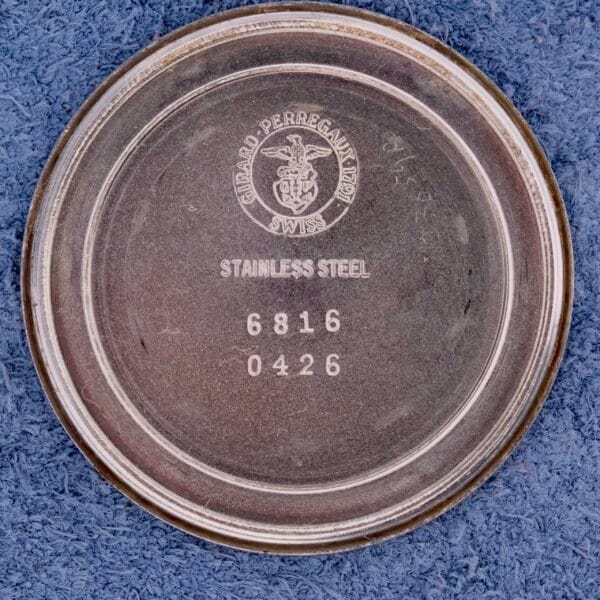 GIRARD-PERREGAUX·1791·
SWISS
STAINLESS STEEL
6816
0426